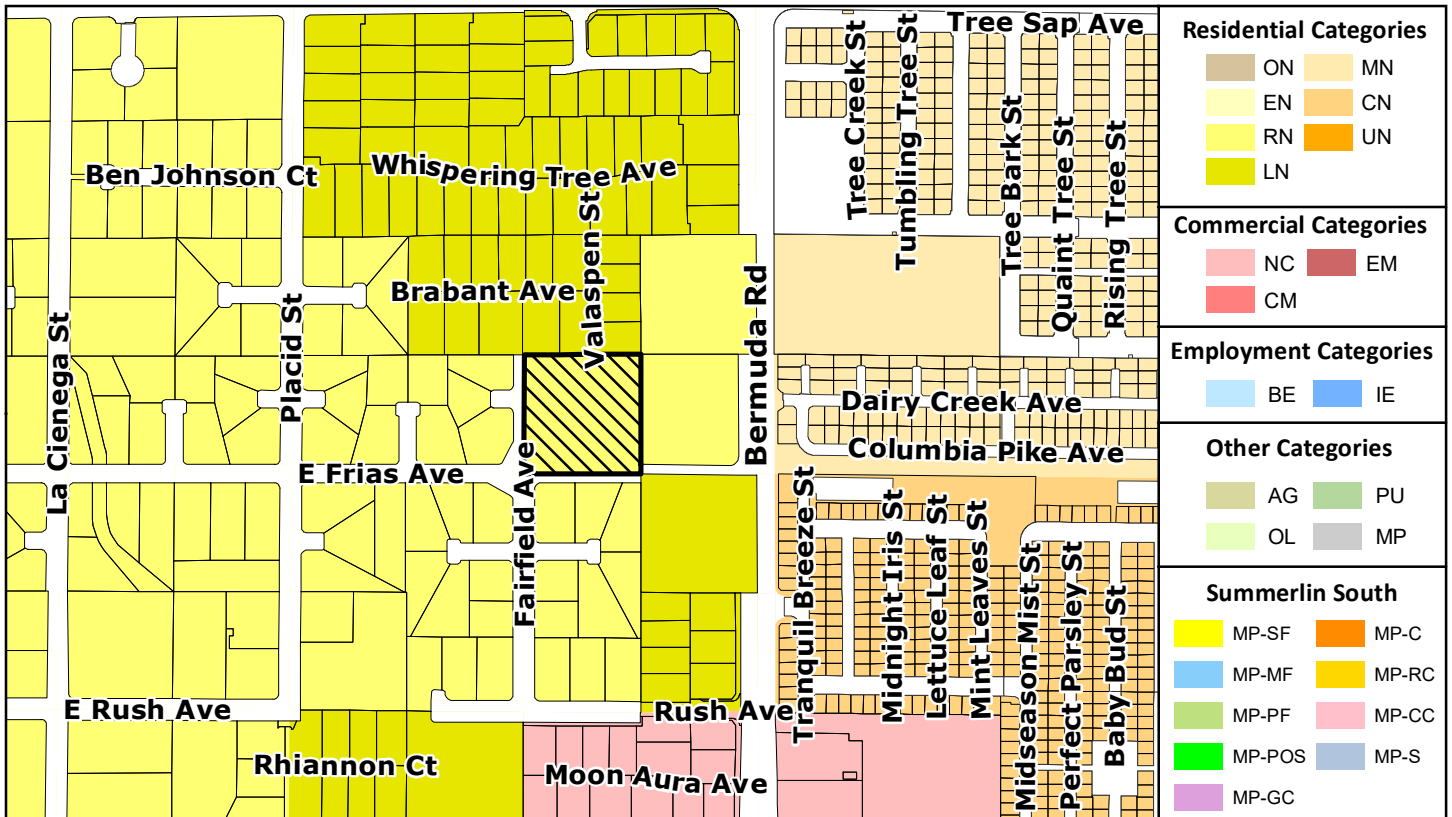 Tree Sap Ave
Tree Creek St
Tumbling Tree St
Tree Bark St
Quaint Tree St
Rising Tree St
Ben Johnson Ct
Whispering Tree Ave
Valaspen St
Brabant Ave
Bermuda Rd
La Cienega St
Placid St
Dairy Creek Ave
Columbia Pike Ave
E Frias Ave
Fairfield Ave
Tranquil Breeze St
Midnight Iris St
Lettuce Leaf St
Mint Leaves St
Midseason Mist St
Perfect Parsley St
Baby Bud St
E Rush Ave
Rush Ave
Rhiannon Ct
Moon Aura Ave
Residential Categories
ON MN
EN CN
RN UN
LN
Commercial Categories
NC EM
CM
Employment Categories
BE IE
Other Categories
AG PU
OL MP
Summerlin South
MP-SF MP-C
MP-MF MP-RC
MP-PF MP-CC
MP-POS MP-S
MP-GC